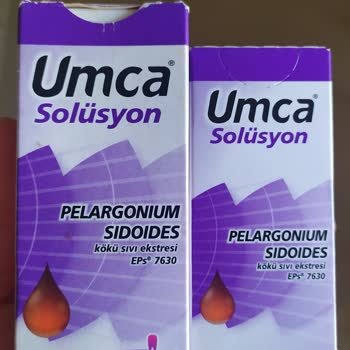 Umca®
Solüsyon
PELARGONIUM
SIDOIDES
kökü sıvı ekstresi
EPs® 7630
Umca®
Solüsyon
PELARGONIUM
SIDOIDES
kökü sıvı ekstresi
EPs® 7630